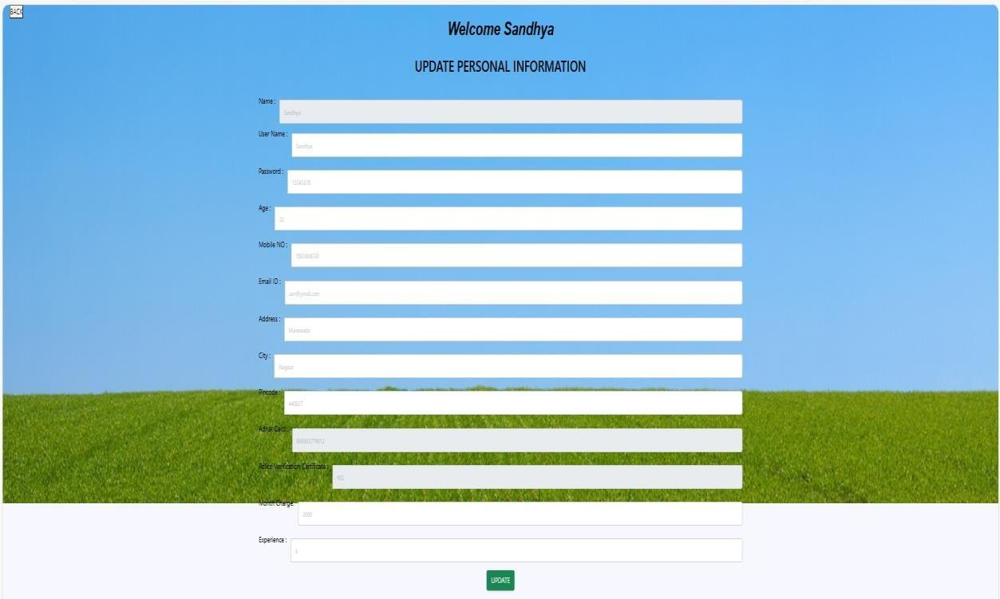 BACK
Welcome Sandhya
UPDATE PERSONAL INFORMATION
Name :
Sandhya
User Name :
Sandhya
Password :
12345678
Age :
32
Mobile NO :
Email ID :
san@gmail.com
Address :
Manewada
City :
Nagpur
Pincode :
440027
Adhar Card :
Police Verification Certificate :
YES
Month Charge:
2000
Experience :
4
UPDATE